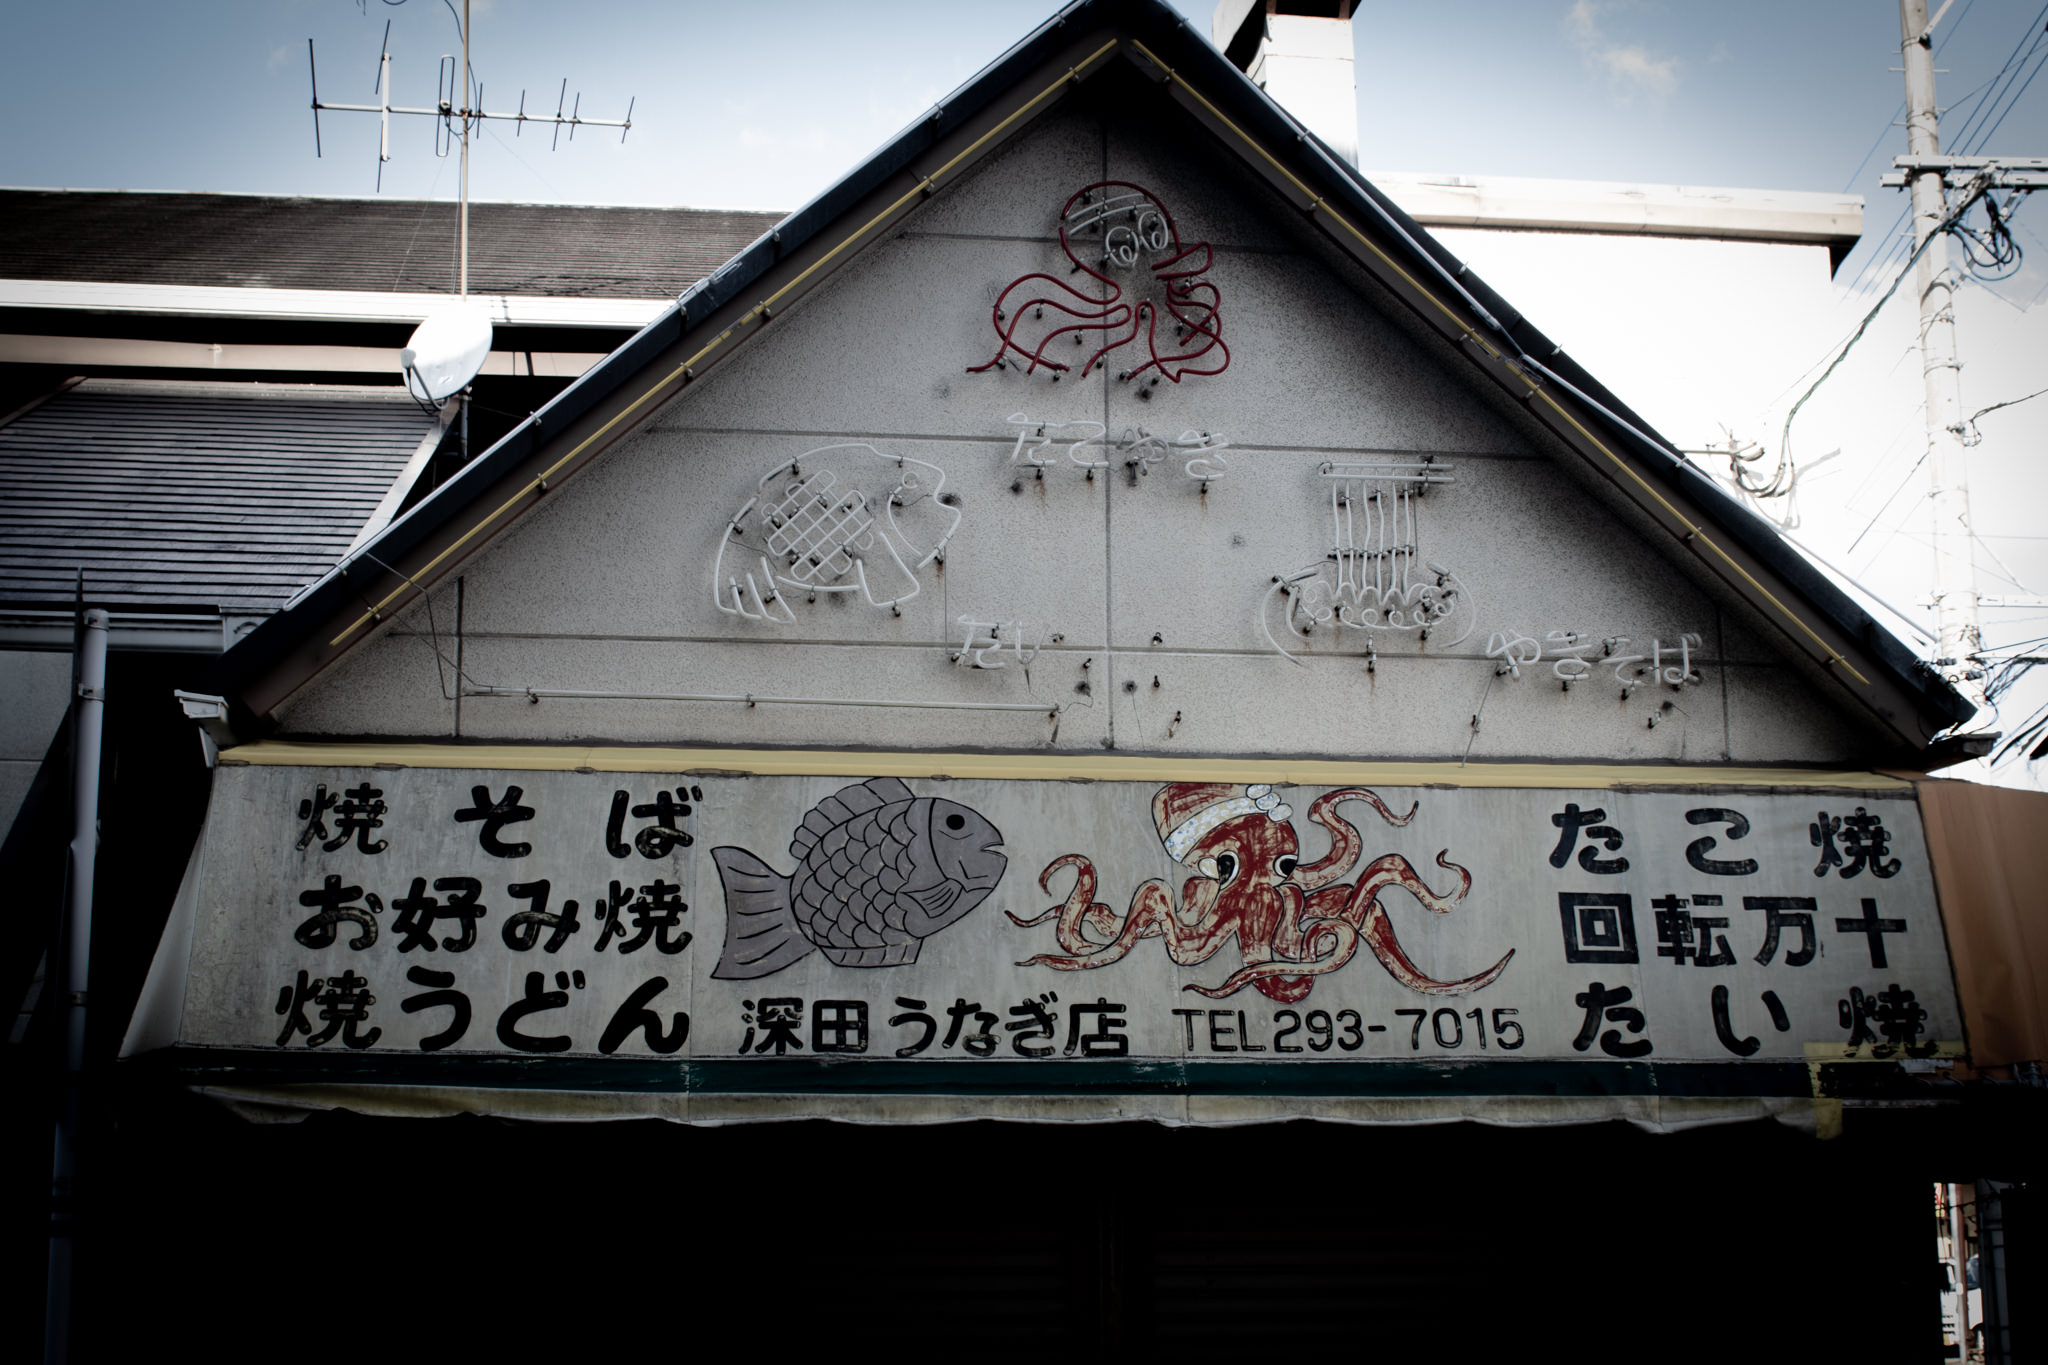 たこやき
たい
やきそば
焼そば
お好み焼
焼うどん
深田うなぎ店 TEL293-7015
たこ焼
回転万十
たい焼